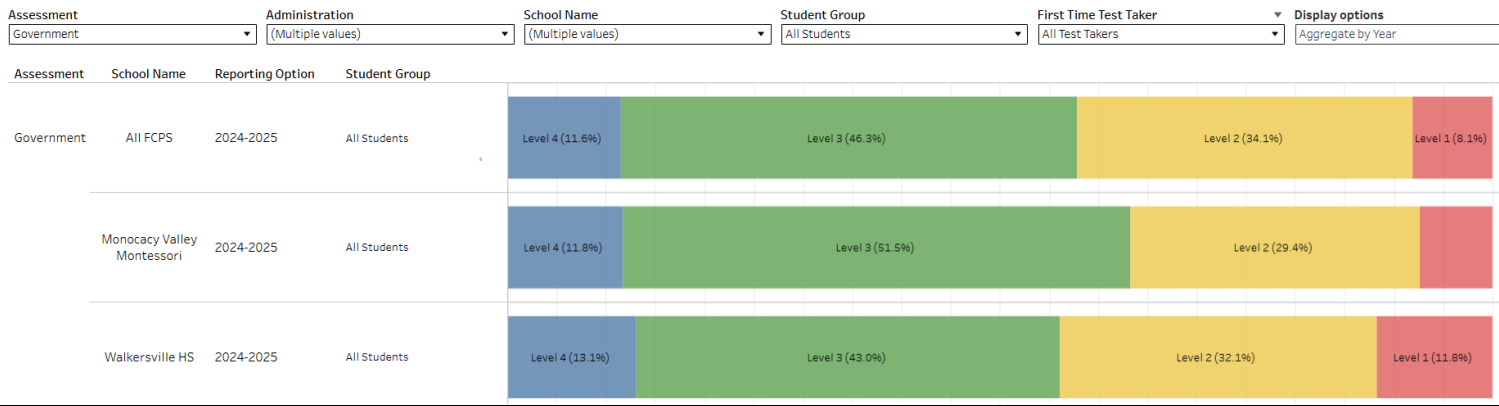 Assessment Administration School Name Student Group First Time Test Taker Display options
Government (Multiple values) (Multiple values) All Students All Test Takers Aggregate by Year
Assessment School Name Reporting Option Student Group
Government All FCPS 2024-2025 All Students Level 4 (11.6%) Level 3 (46.3%) Level 2 (34.1%) Level 1 (8.1%)
Monocacy Valley
Montessori 2024-2025 All Students Level 4 (11.8%) Level 3 (51.5%) Level 2 (29.4%)
Walkersville HS 2024-2025 All Students Level 4 (13.1%) Level 3 (43.0%) Level 2 (32.1%) Level 1 (11.8%)